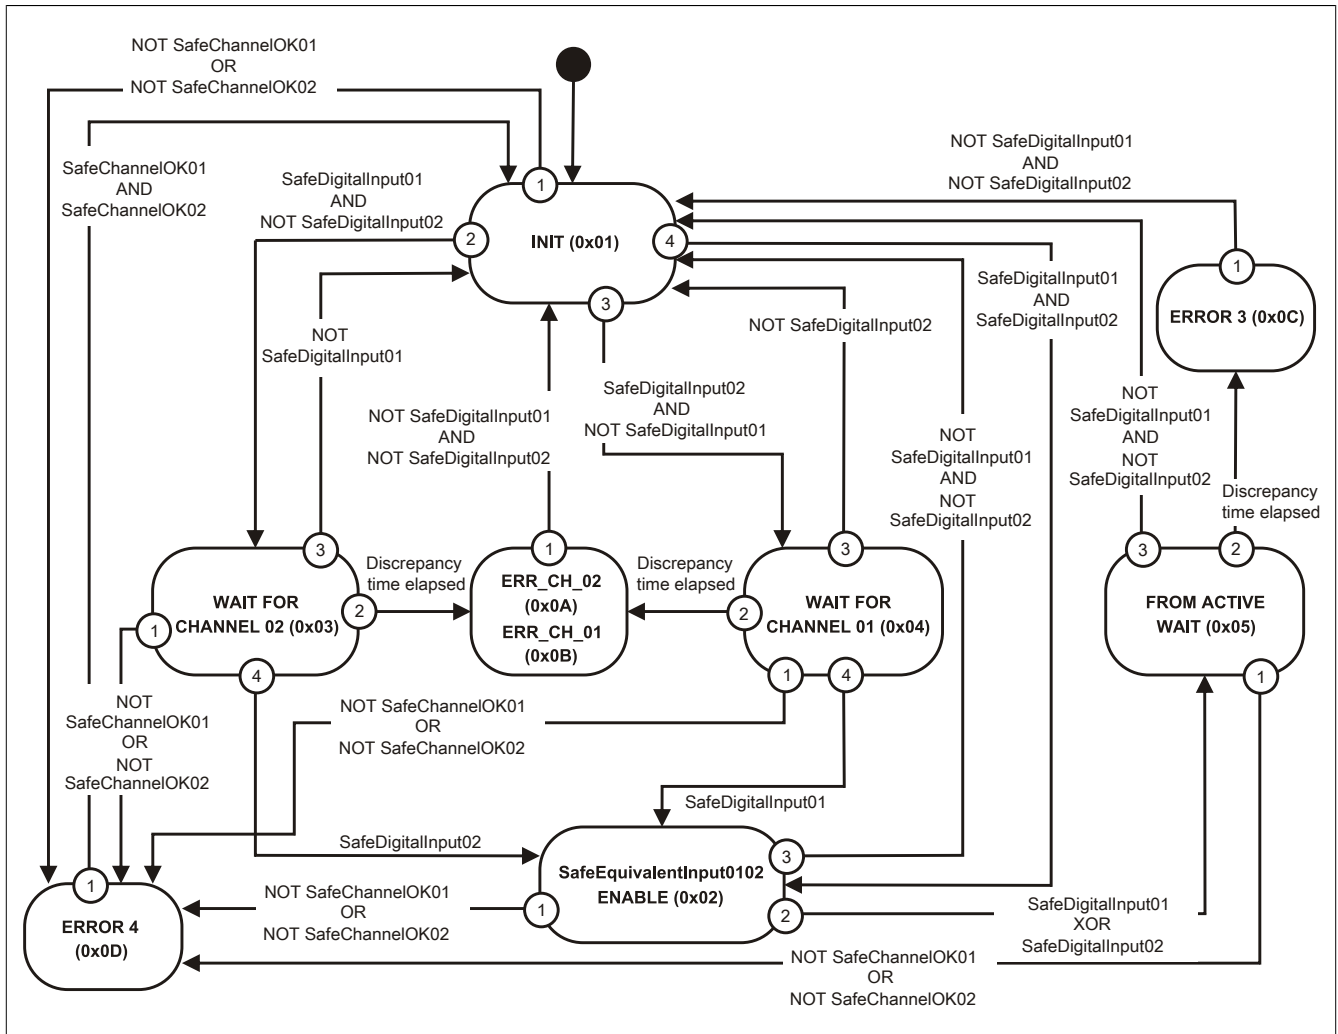 NOT SafeChannelOK01
OR
NOT SafeChannelOK02
SafeChannelOK01
AND
SafeChannelOK02
SafeDigitalInput01
AND
NOT SafeDigitalInput02
1
2
INIT (0x01)
4
3
NOT SafeDigitalInput01
AND
NOT SafeDigitalInput02
SafeDigitalInput01
AND
SafeDigitalInput02
1
ERROR 3 (0x0C)
NOT
SafeDigitalInput01
NOT SafeDigitalInput02
NOT SafeDigitalInput01
AND
NOT SafeDigitalInput02
SafeDigitalInput02
AND
NOT SafeDigitalInput01
NOT
SafeDigitalInput01
AND
NOT
SafeDigitalInput02
NOT
SafeDigitalInput01
AND
NOT
SafeDigitalInput02
Discrepancy
time elapsed
3
WAIT FOR
CHANNEL 02 (0x03)
1
2
4
Discrepancy
time elapsed
1
ERR_CH_02
(0x0A)
ERR_CH_01
(0x0B)
Discrepancy
time elapsed
3
WAIT FOR
CHANNEL 01 (0x04)
2
1
4
3
2
FROM ACTIVE
WAIT (0x05)
1
NOT
SafeChannelOK01
OR
NOT
SafeChannelOK02
NOT SafeChannelOK01
OR
NOT SafeChannelOK02
SafeDigitalInput01
SafeDigitalInput02
1
ERROR 4
(0x0D)
NOT SafeChannelOK01
OR
NOT SafeChannelOK02
SafeEquivalentInput0102
ENABLE (0x02)
3
1
2
SafeDigitalInput01
XOR
SafeDigitalInput02
NOT SafeChannelOK01
OR
NOT SafeChannelOK02